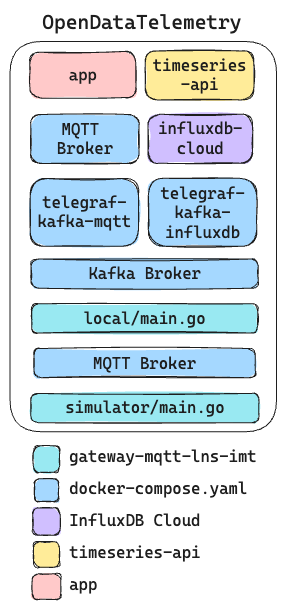 OpenDataTelemetry
app
timeseries
-api
MQTT
Broker
influxdb-
cloud
telegraf-
kafka-mqtt
telegraf-
kafka-
influxdb
Kafka Broker
local/main.go
MQTT Broker
simulator/main.go
gateway-mqtt-lns-imt
docker-compose.yaml
InfluxDB Cloud
timeseries-api
app